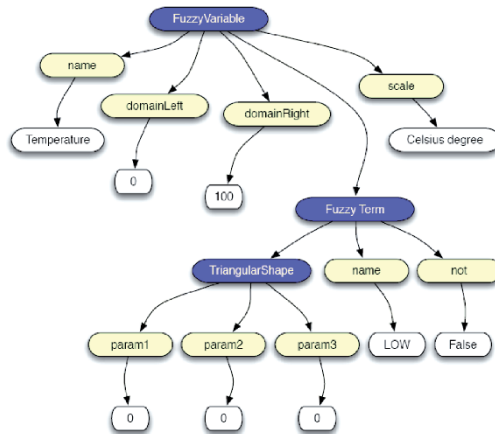 FuzzyVariable
name
scale
domainLeft
domainRight
Temperature
Celsius degree
0
100
Fuzzy Term
TriangularShape
name
not
param1
param2
param3
LOW
False
0
0
0